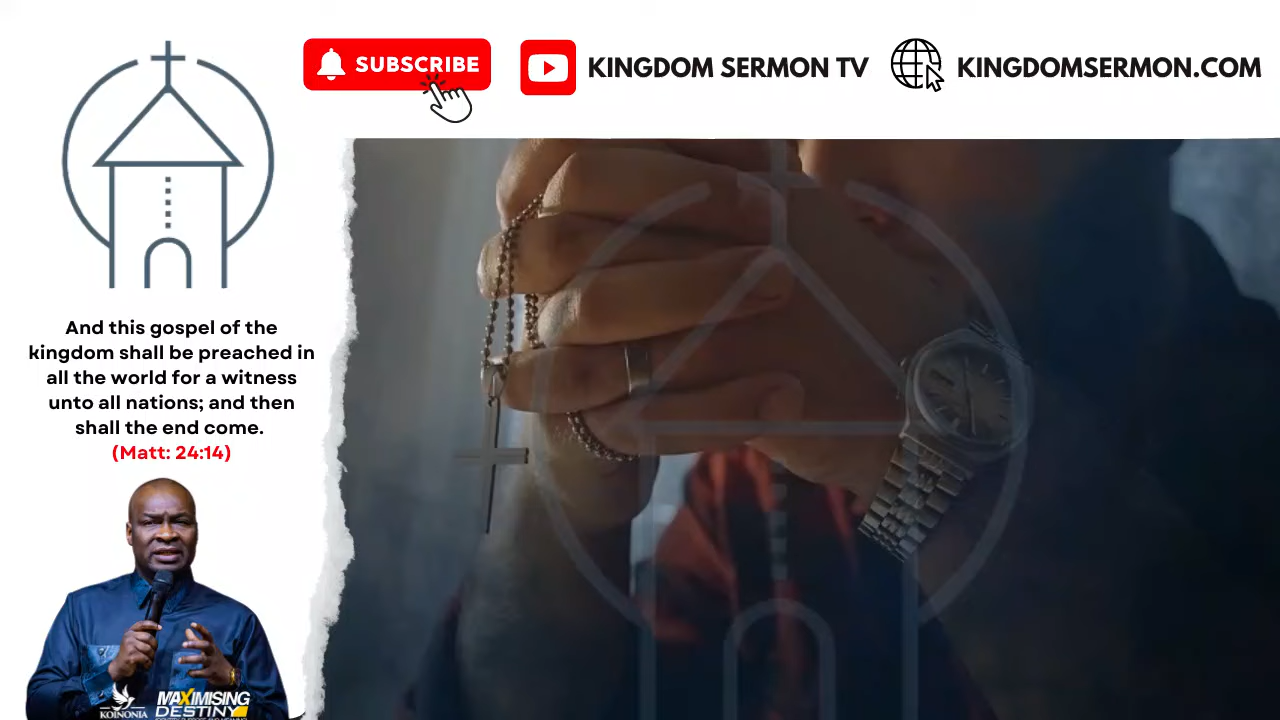 SUBSCRIBE
KINGDOM SERMON TV
KINGDOMSERMON.COM
And this gospel of the
kingdom shall be preached in
all the world for a witness
unto all nations; and then
shall the end come.
(Matt: 24:14)
KOINONIA
MAXIMISING
DESTINY